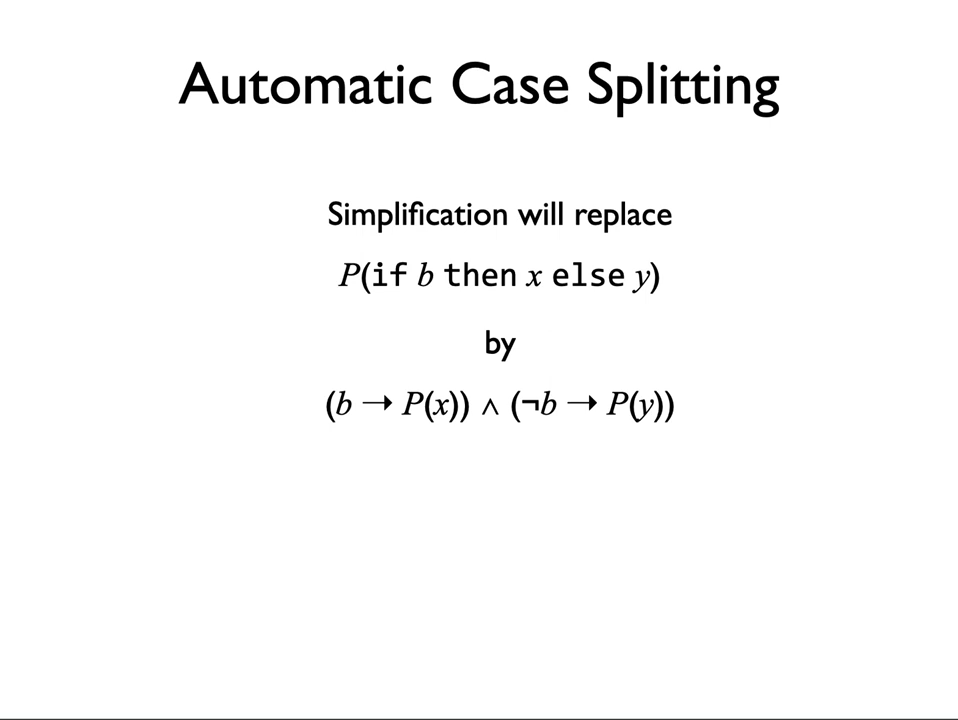 Automatic Case Splitting
Simplification will replace
P(if b then x else y)
by
(b → P(x)) ∧ (¬b → P(y))